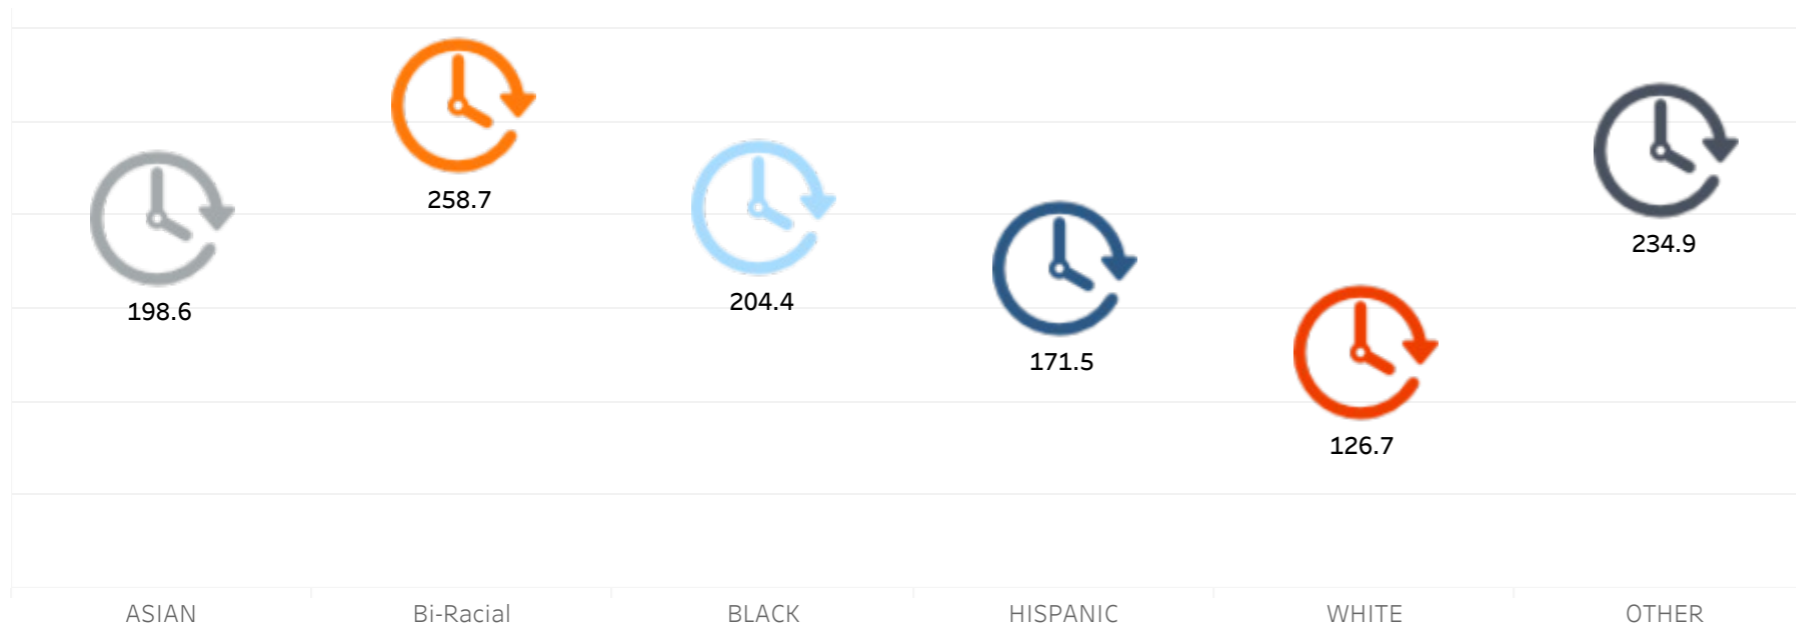 258.7
234.9
204.4
198.6
171.5
126.7
ASIAN
Bi-Racial
BLACK
HISPANIC
WHITE
OTHER